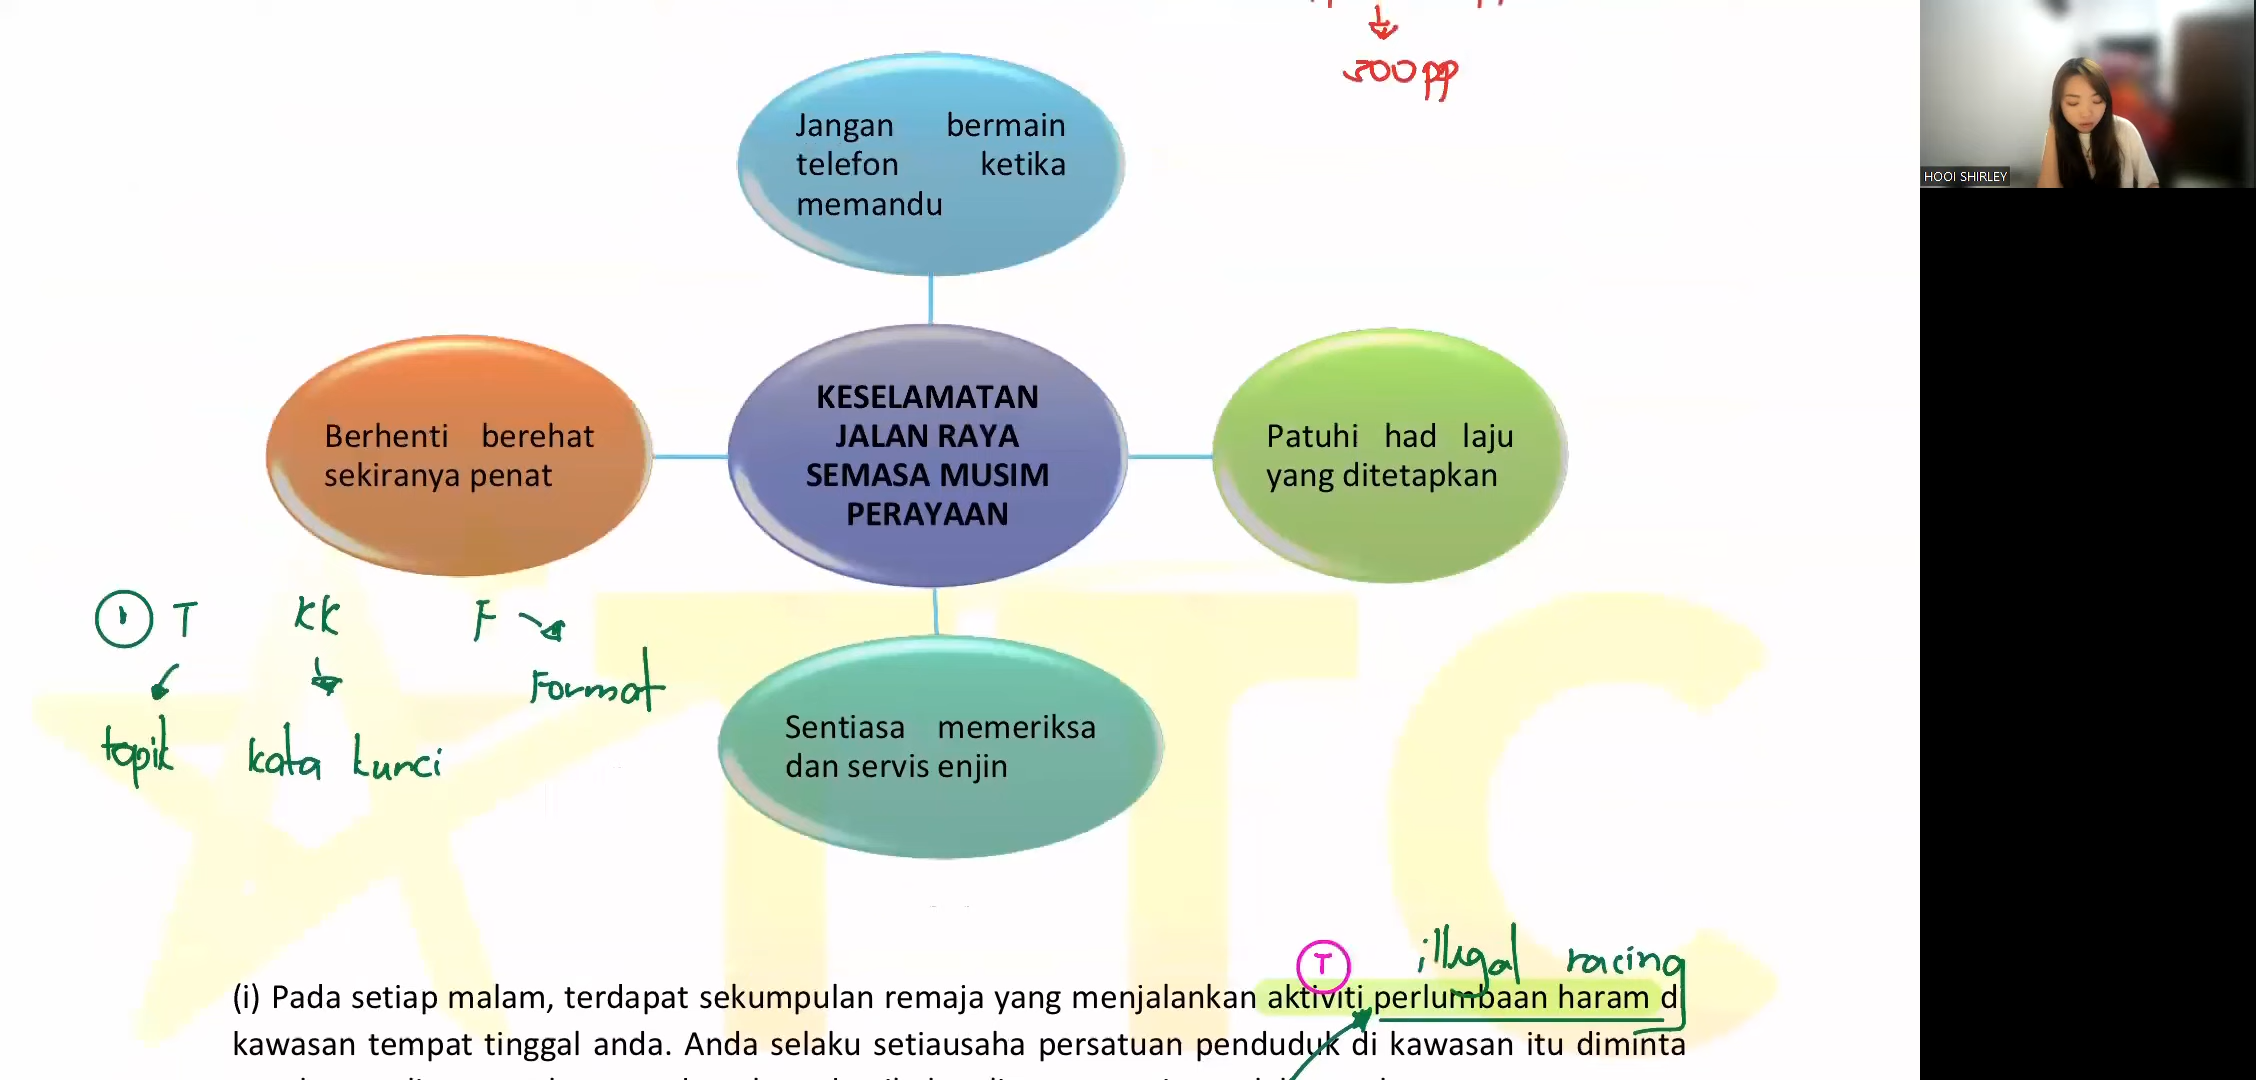 500 pp
HOOI SHIRLEY
Jangan bermain
telefon ketika
memandu
Berhenti berehat
sekiranya penat
KESELAMATAN
JALAN RAYA
SEMASA MUSIM
PERAYAAN
Patuhi had laju
yang ditetapkan
Sentiasa memeriksa
dan servis enjin
1 T KK F
Format
topik kata kunci
T illegal racing
(i) Pada setiap malam, terdapat sekumpulan remaja yang menjalankan aktiviti perlumbaan haram d
kawasan tempat tinggal anda. Anda selaku setiausaha persatuan penduduk di kawasan itu diminta
TTC